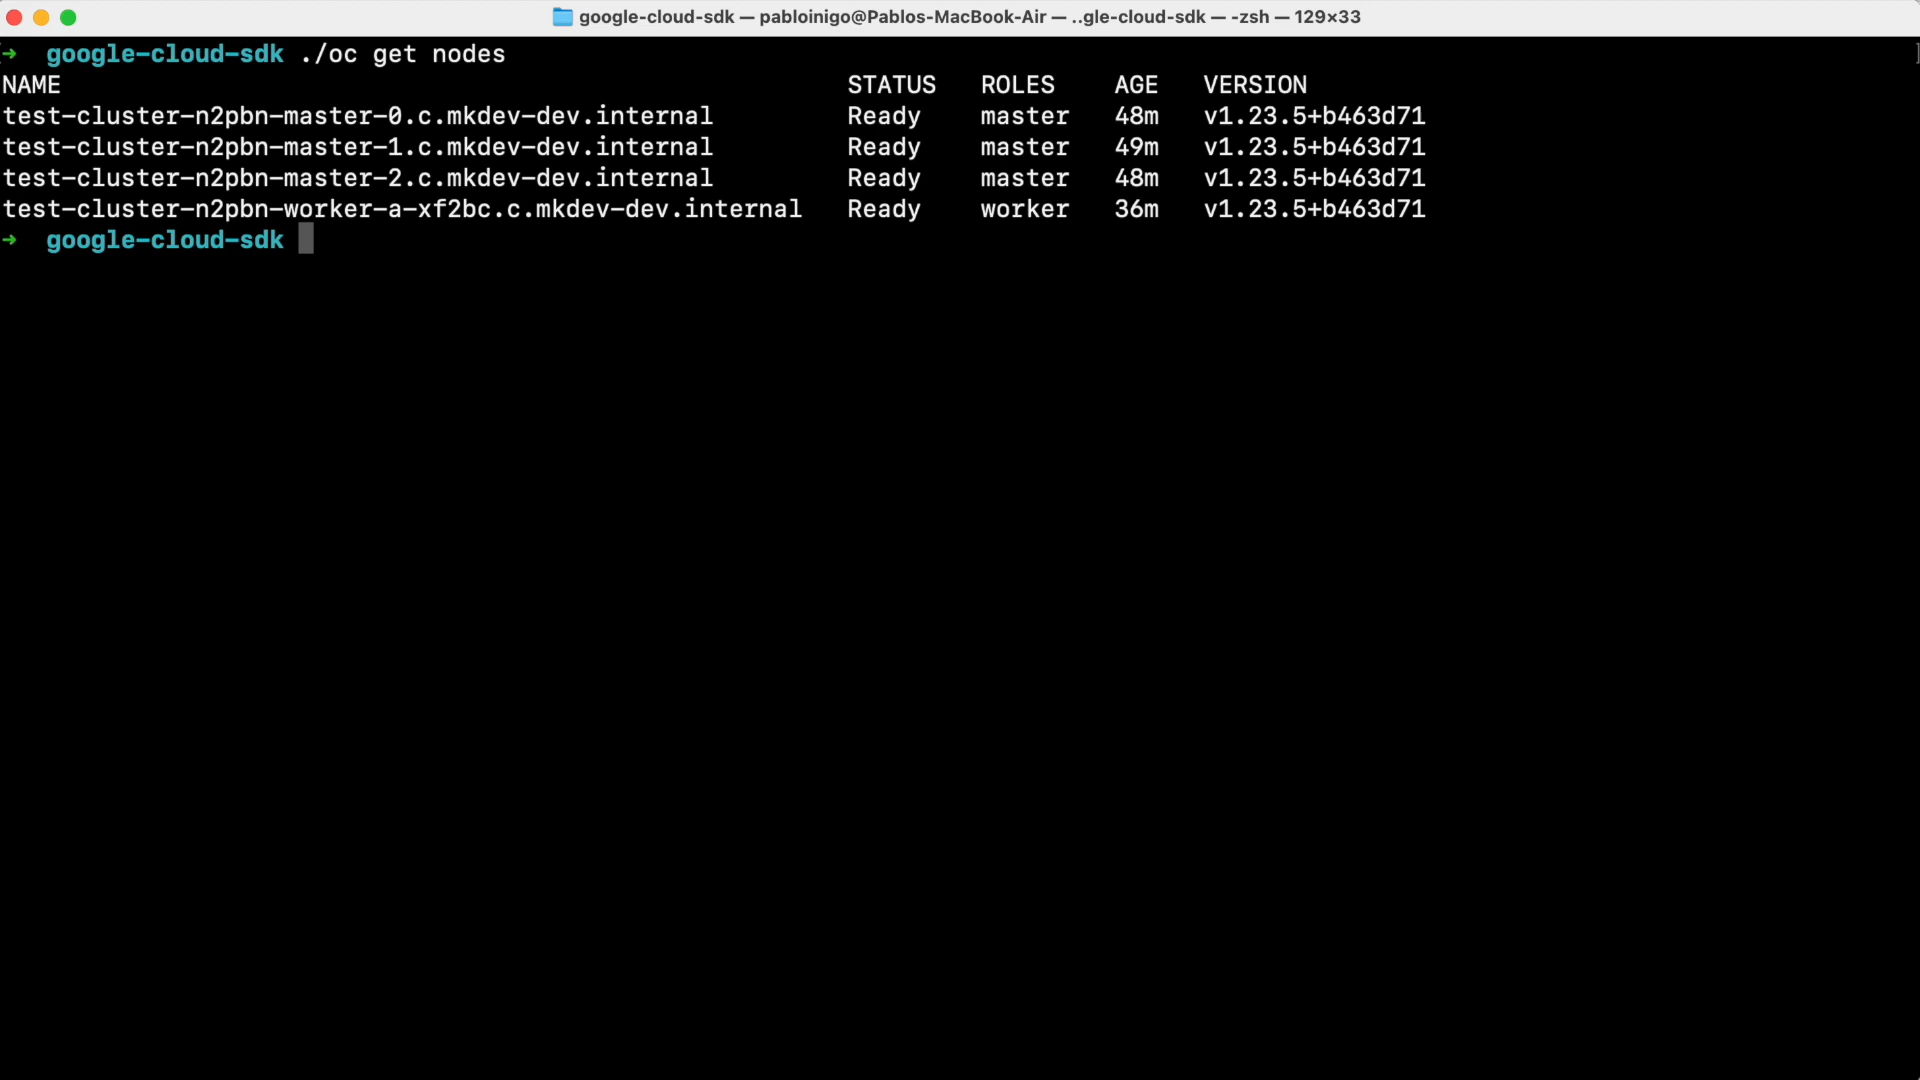 google-cloud-sdk — pabloinigo@Pablos-MacBook-Air — ..gle-cloud-sdk — -zsh — 129×33
➜ google-cloud-sdk ./oc get nodes
NAME STATUS ROLES AGE VERSION
test-cluster-n2pbn-master-0.c.mkdev-dev.internal Ready master 48m v1.23.5+b463d71
test-cluster-n2pbn-master-1.c.mkdev-dev.internal Ready master 49m v1.23.5+b463d71
test-cluster-n2pbn-master-2.c.mkdev-dev.internal Ready master 48m v1.23.5+b463d71
test-cluster-n2pbn-worker-a-xf2bc.c.mkdev-dev.internal Ready worker 36m v1.23.5+b463d71
➜ google-cloud-sdk